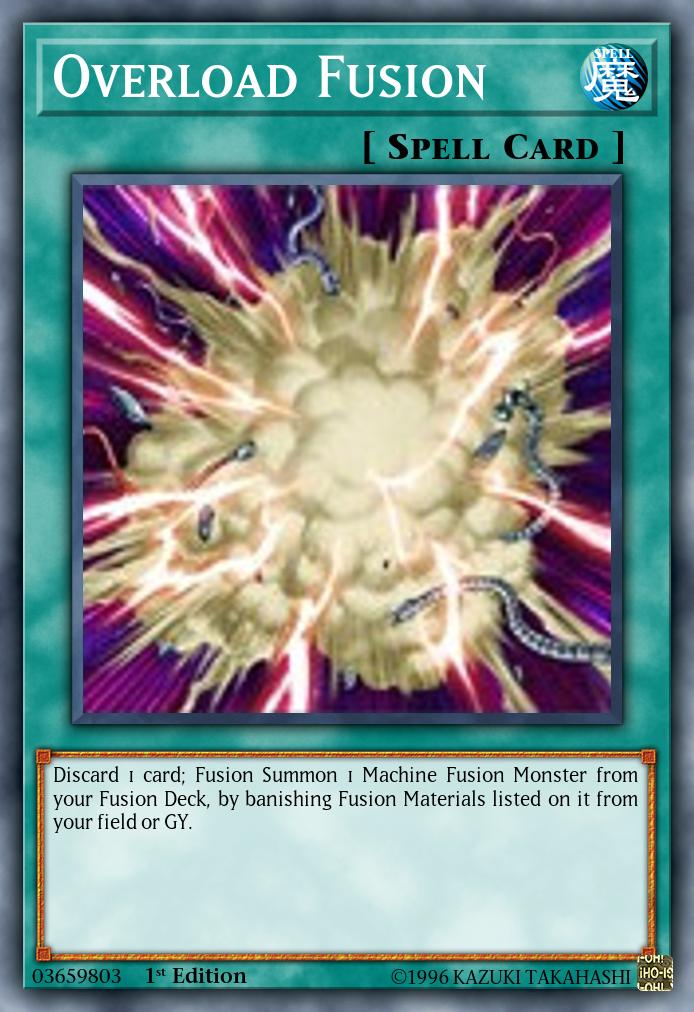 OVERLOAD FUSION
SPELL
魔
[ SPELL CARD ]
Discard 1 card; Fusion Summon 1 Machine Fusion Monster from
your Fusion Deck, by banishing Fusion Materials listed on it from
your field or GY.
03659803 1st Edition ©1996 KAZUKI TAKAHASHI